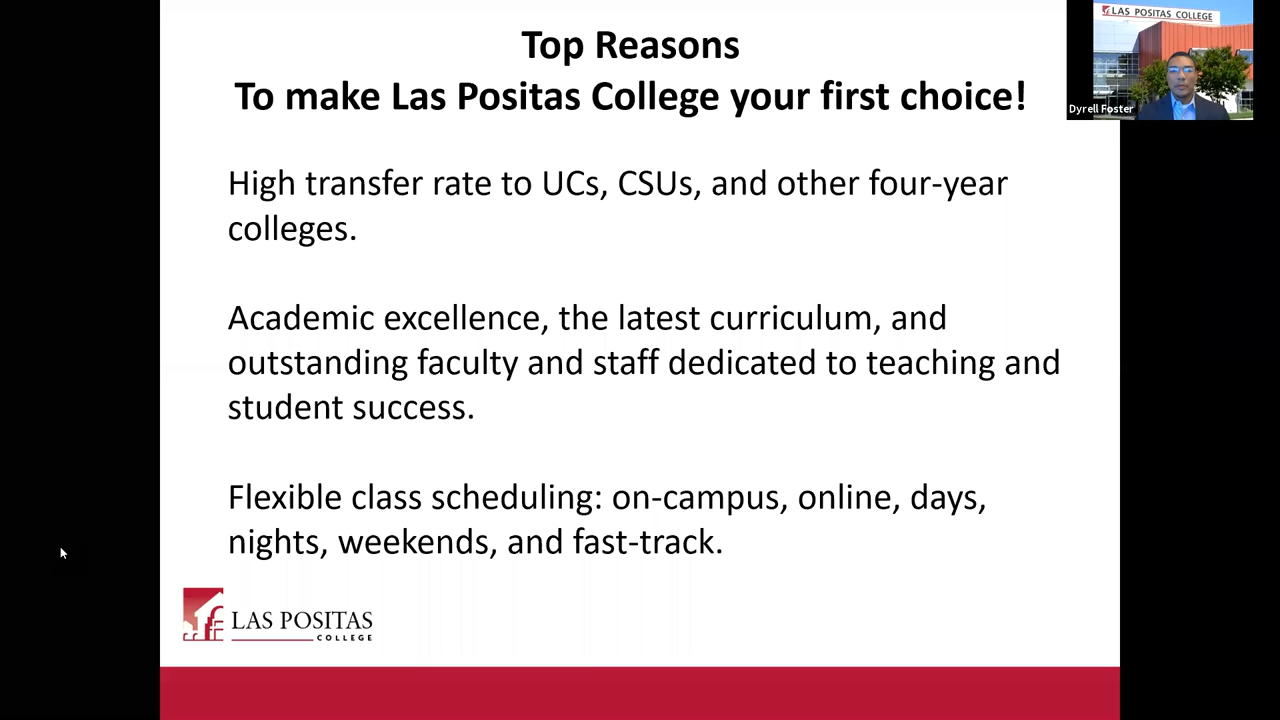 Top Reasons
To make Las Positas College your first choice!
LAS POSITAS COLLEGE
Dyrell Foster
High transfer rate to UCs, CSUs, and other four-year
colleges.
Academic excellence, the latest curriculum, and
outstanding faculty and staff dedicated to teaching and
student success.
Flexible class scheduling: on-campus, online, days,
nights, weekends, and fast-track.
LAS POSITAS
COLLEGE